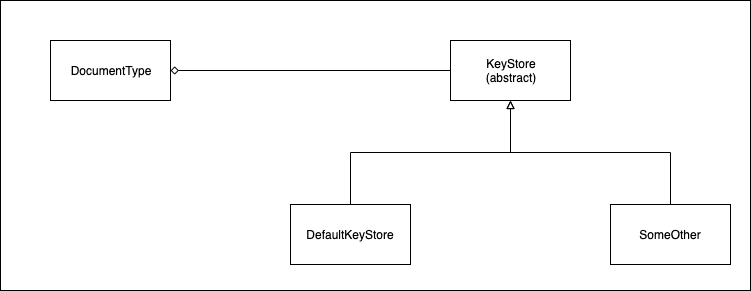 DocumentType
KeyStore
(abstract)
DefaultKeyStore
SomeOther